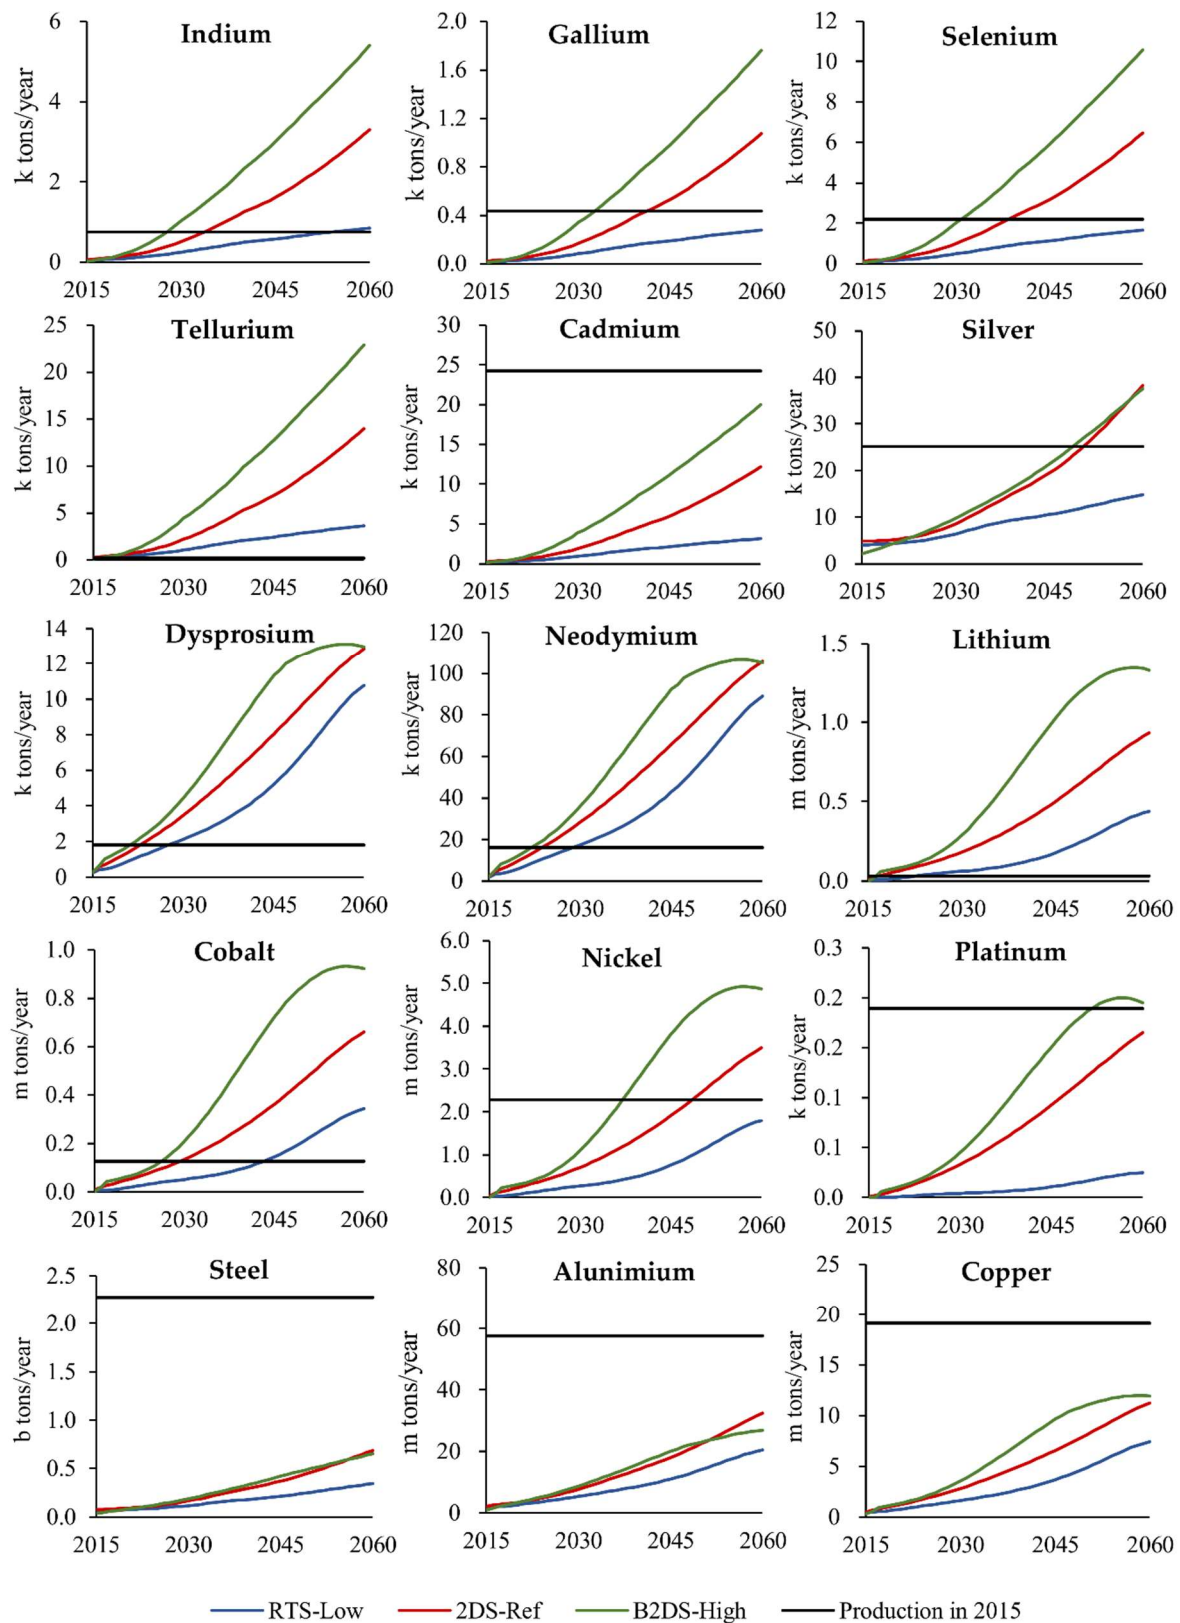 Indium
k tons/year
6
4
2
0
2015 2030 2045 2060
Gallium
k tons/year
2.0
1.6
1.2
0.8
0.4
0.0
2015 2030 2045 2060
Selenium
k tons/year
12
10
8
6
4
2
0
2015 2030 2045 2060
Tellurium
k tons/year
25
20
15
10
5
0
2015 2030 2045 2060
Cadmium
k tons/year
30
25
20
15
10
5
0
2015 2030 2045 2060
Silver
k tons/year
50
40
30
20
10
0
2015 2030 2045 2060
Dysprosium
k tons/year
14
12
10
8
6
4
2
0
2015 2030 2045 2060
Neodymium
k tons/year
120
100
80
60
40
20
0
2015 2030 2045 2060
Lithium
m tons/year
1.5
1.0
0.5
0.0
2015 2030 2045 2060
Cobalt
m tons/year
1.0
0.8
0.6
0.4
0.2
0.0
2015 2030 2045 2060
Nickel
m tons/year
6.0
5.0
4.0
3.0
2.0
1.0
0.0
2015 2030 2045 2060
Platinum
k tons/year
0.3
0.2
0.2
0.1
0.1
0.0
2015 2030 2045 2060
Steel
b tons/year
2.5
2.0
1.5
1.0
0.5
0.0
2015 2030 2045 2060
Alunimium
m tons/year
80
60
40
20
0
2015 2030 2045 2060
Copper
m tons/year
25
20
15
10
5
0
2015 2030 2045 2060
RTS-Low 2DS-Ref B2DS-High Production in 2015